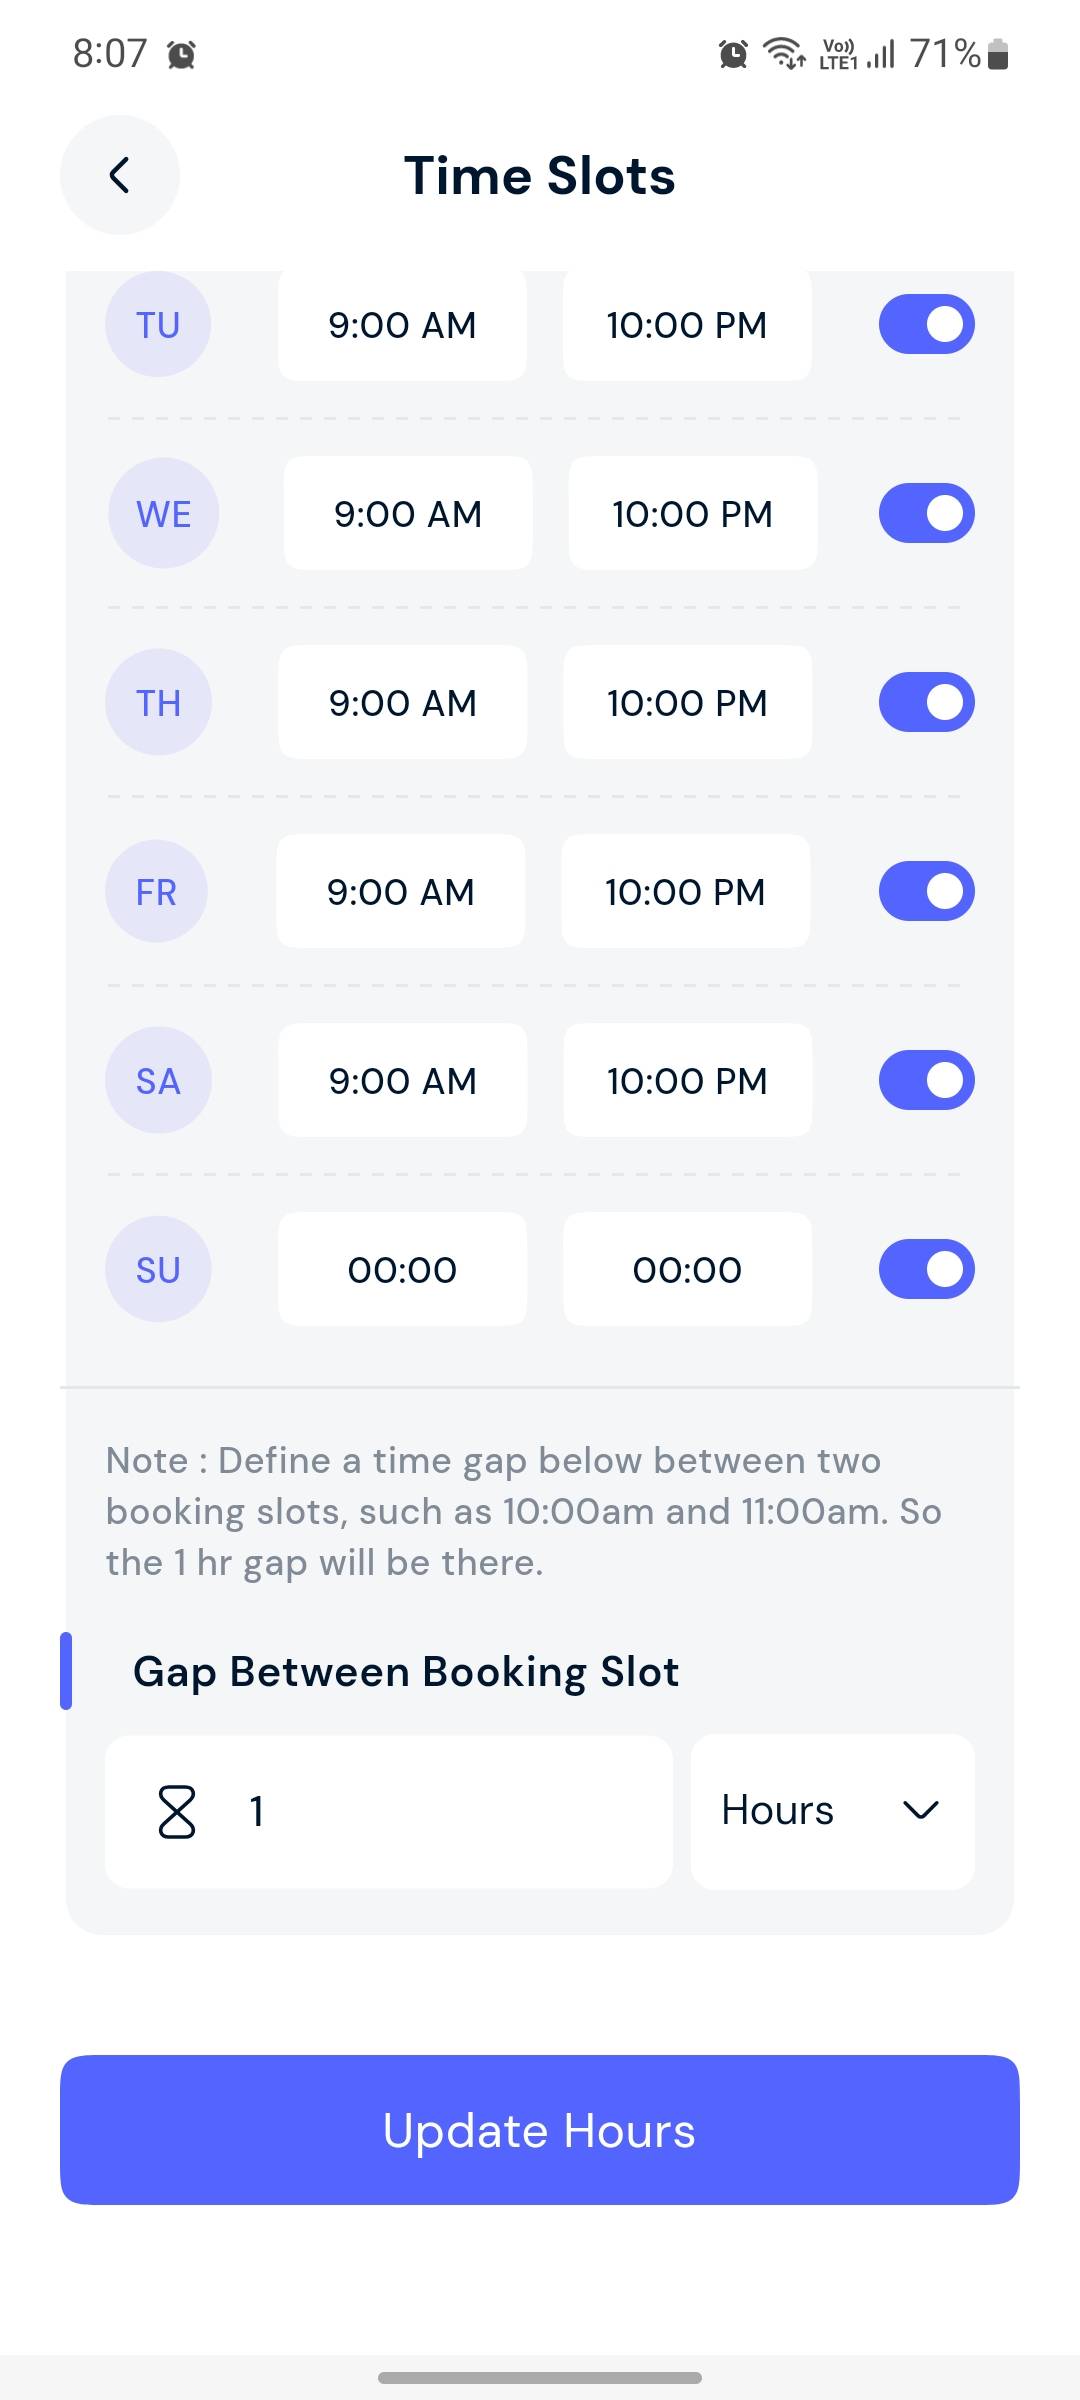 8:07 Vo)) LTE1 71%
Time Slots
TU 9:00 AM 10:00 PM
WE 9:00 AM 10:00 PM
TH 9:00 AM 10:00 PM
FR 9:00 AM 10:00 PM
SA 9:00 AM 10:00 PM
SU 00:00 00:00
Note : Define a time gap below between two
booking slots, such as 10:00am and 11:00am. So
the 1 hr gap will be there.
Gap Between Booking Slot
1 Hours
Update Hours